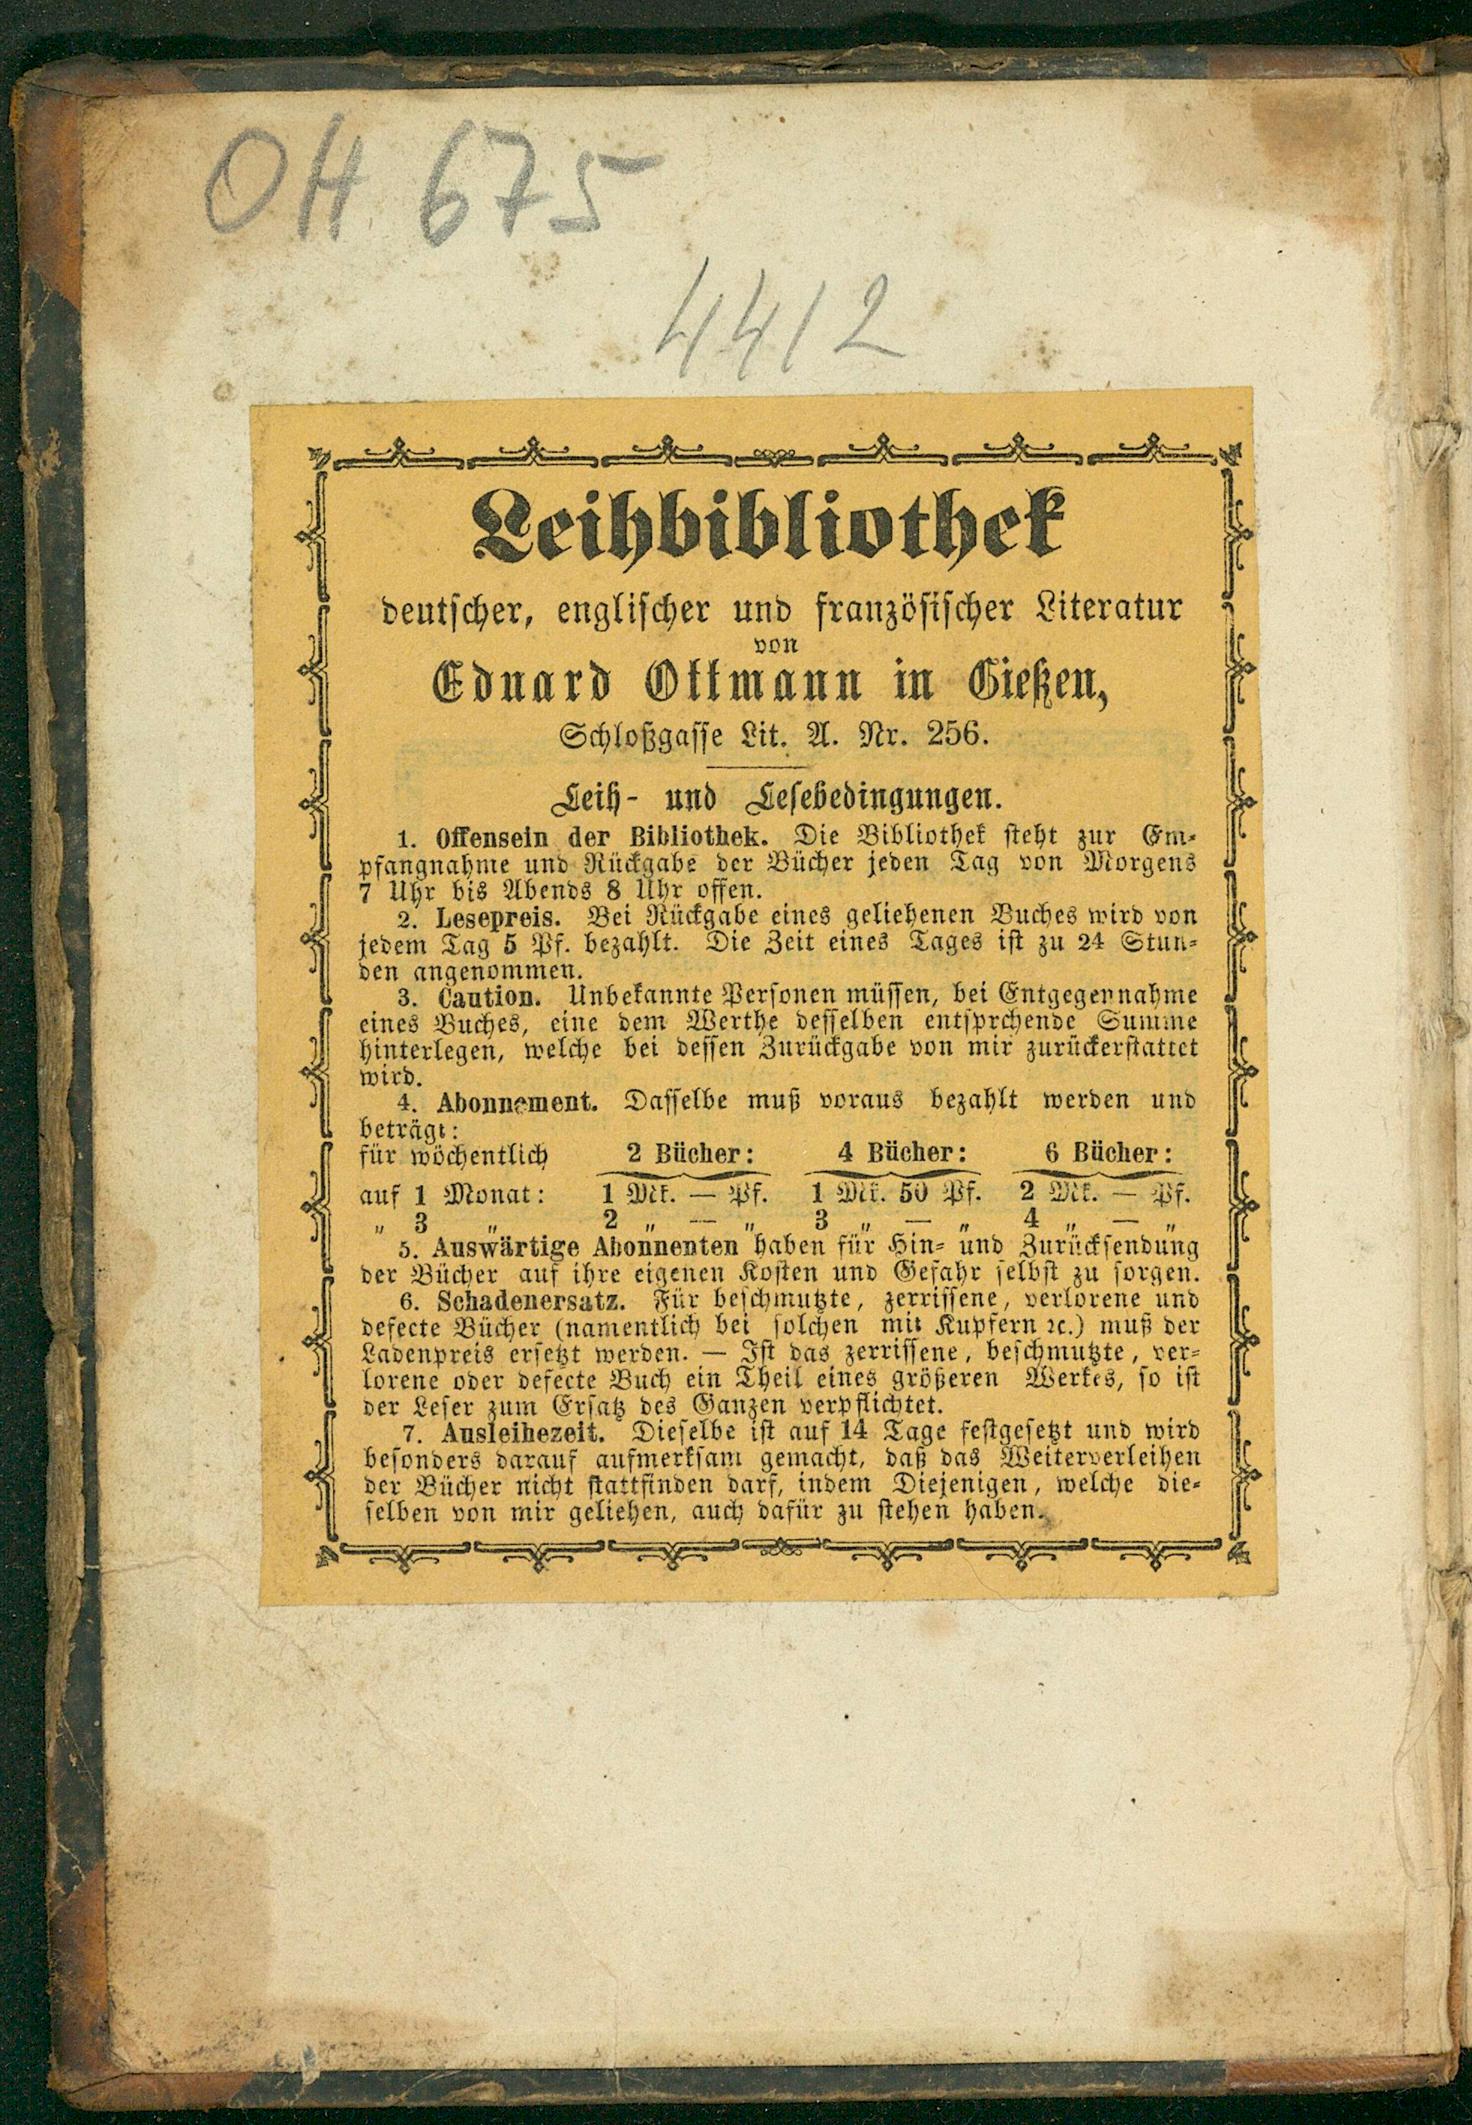 OH 675
4412
Leihbibliothek
deutscher, englischer und französischer Literatur
von
Eduard Ottmann in Gießen,
Schloßgasse Lit. A. Nr. 256.
Leih- und Lesebedingungen.
1. Offensein der Bibliothek. Die Bibliothek steht zur Em-
pfangnahme und Rückgabe der Bücher jeden Tag von Morgens
7 Uhr bis Abends 8 Uhr offen.
2. Lesepreis. Bei Rückgabe eines geliehenen Buches wird von
jedem Tag 5 Pf. bezahlt. Die Zeit eines Tages ist zu 24 Stun-
den angenommen.
3. Caution. Unbekannte Personen müssen, bei Entgegennahme
eines Buches, eine dem Werthe desselben entsprchende Summe
hinterlegen, welche bei dessen Zurückgabe von mir zurückerstattet
wird.
4. Abonnement. Dasselbe muß voraus bezahlt werden und
beträgt:
für wöchentlich 2 Bücher: 4 Bücher: 6 Bücher:
auf 1 Monat: 1 Mk. — Pf. 1 Mk. 50 Pf. 2 Mk. — Pf.
„ 3 „ 2 „ — „ 3 „ — „ 4 „ — „
5. Auswärtige Abonnenten haben für Hin- und Zurücksendung
der Bücher auf ihre eigenen Kosten und Gefahr selbst zu sorgen.
6. Schadenersatz. Für beschmutzte, zerrissene, verlorene und
defecte Bücher (namentlich bei solchen mit Kupfern ꝛc.) muß der
Ladenpreis ersetzt werden. — Ist das zerrissene, beschmutzte, ver-
lorene oder defecte Buch ein Theil eines größeren Werkes, so ist
der Leser zum Ersatz des Ganzen verpflichtet.
7. Ausleihezeit. Dieselbe ist auf 14 Tage festgesetzt und wird
besonders darauf aufmerksam gemacht, daß das Weiterverleihen
der Bücher nicht stattfinden darf, indem Diejenigen, welche die-
selben von mir geliehen, auch dafür zu stehen haben.